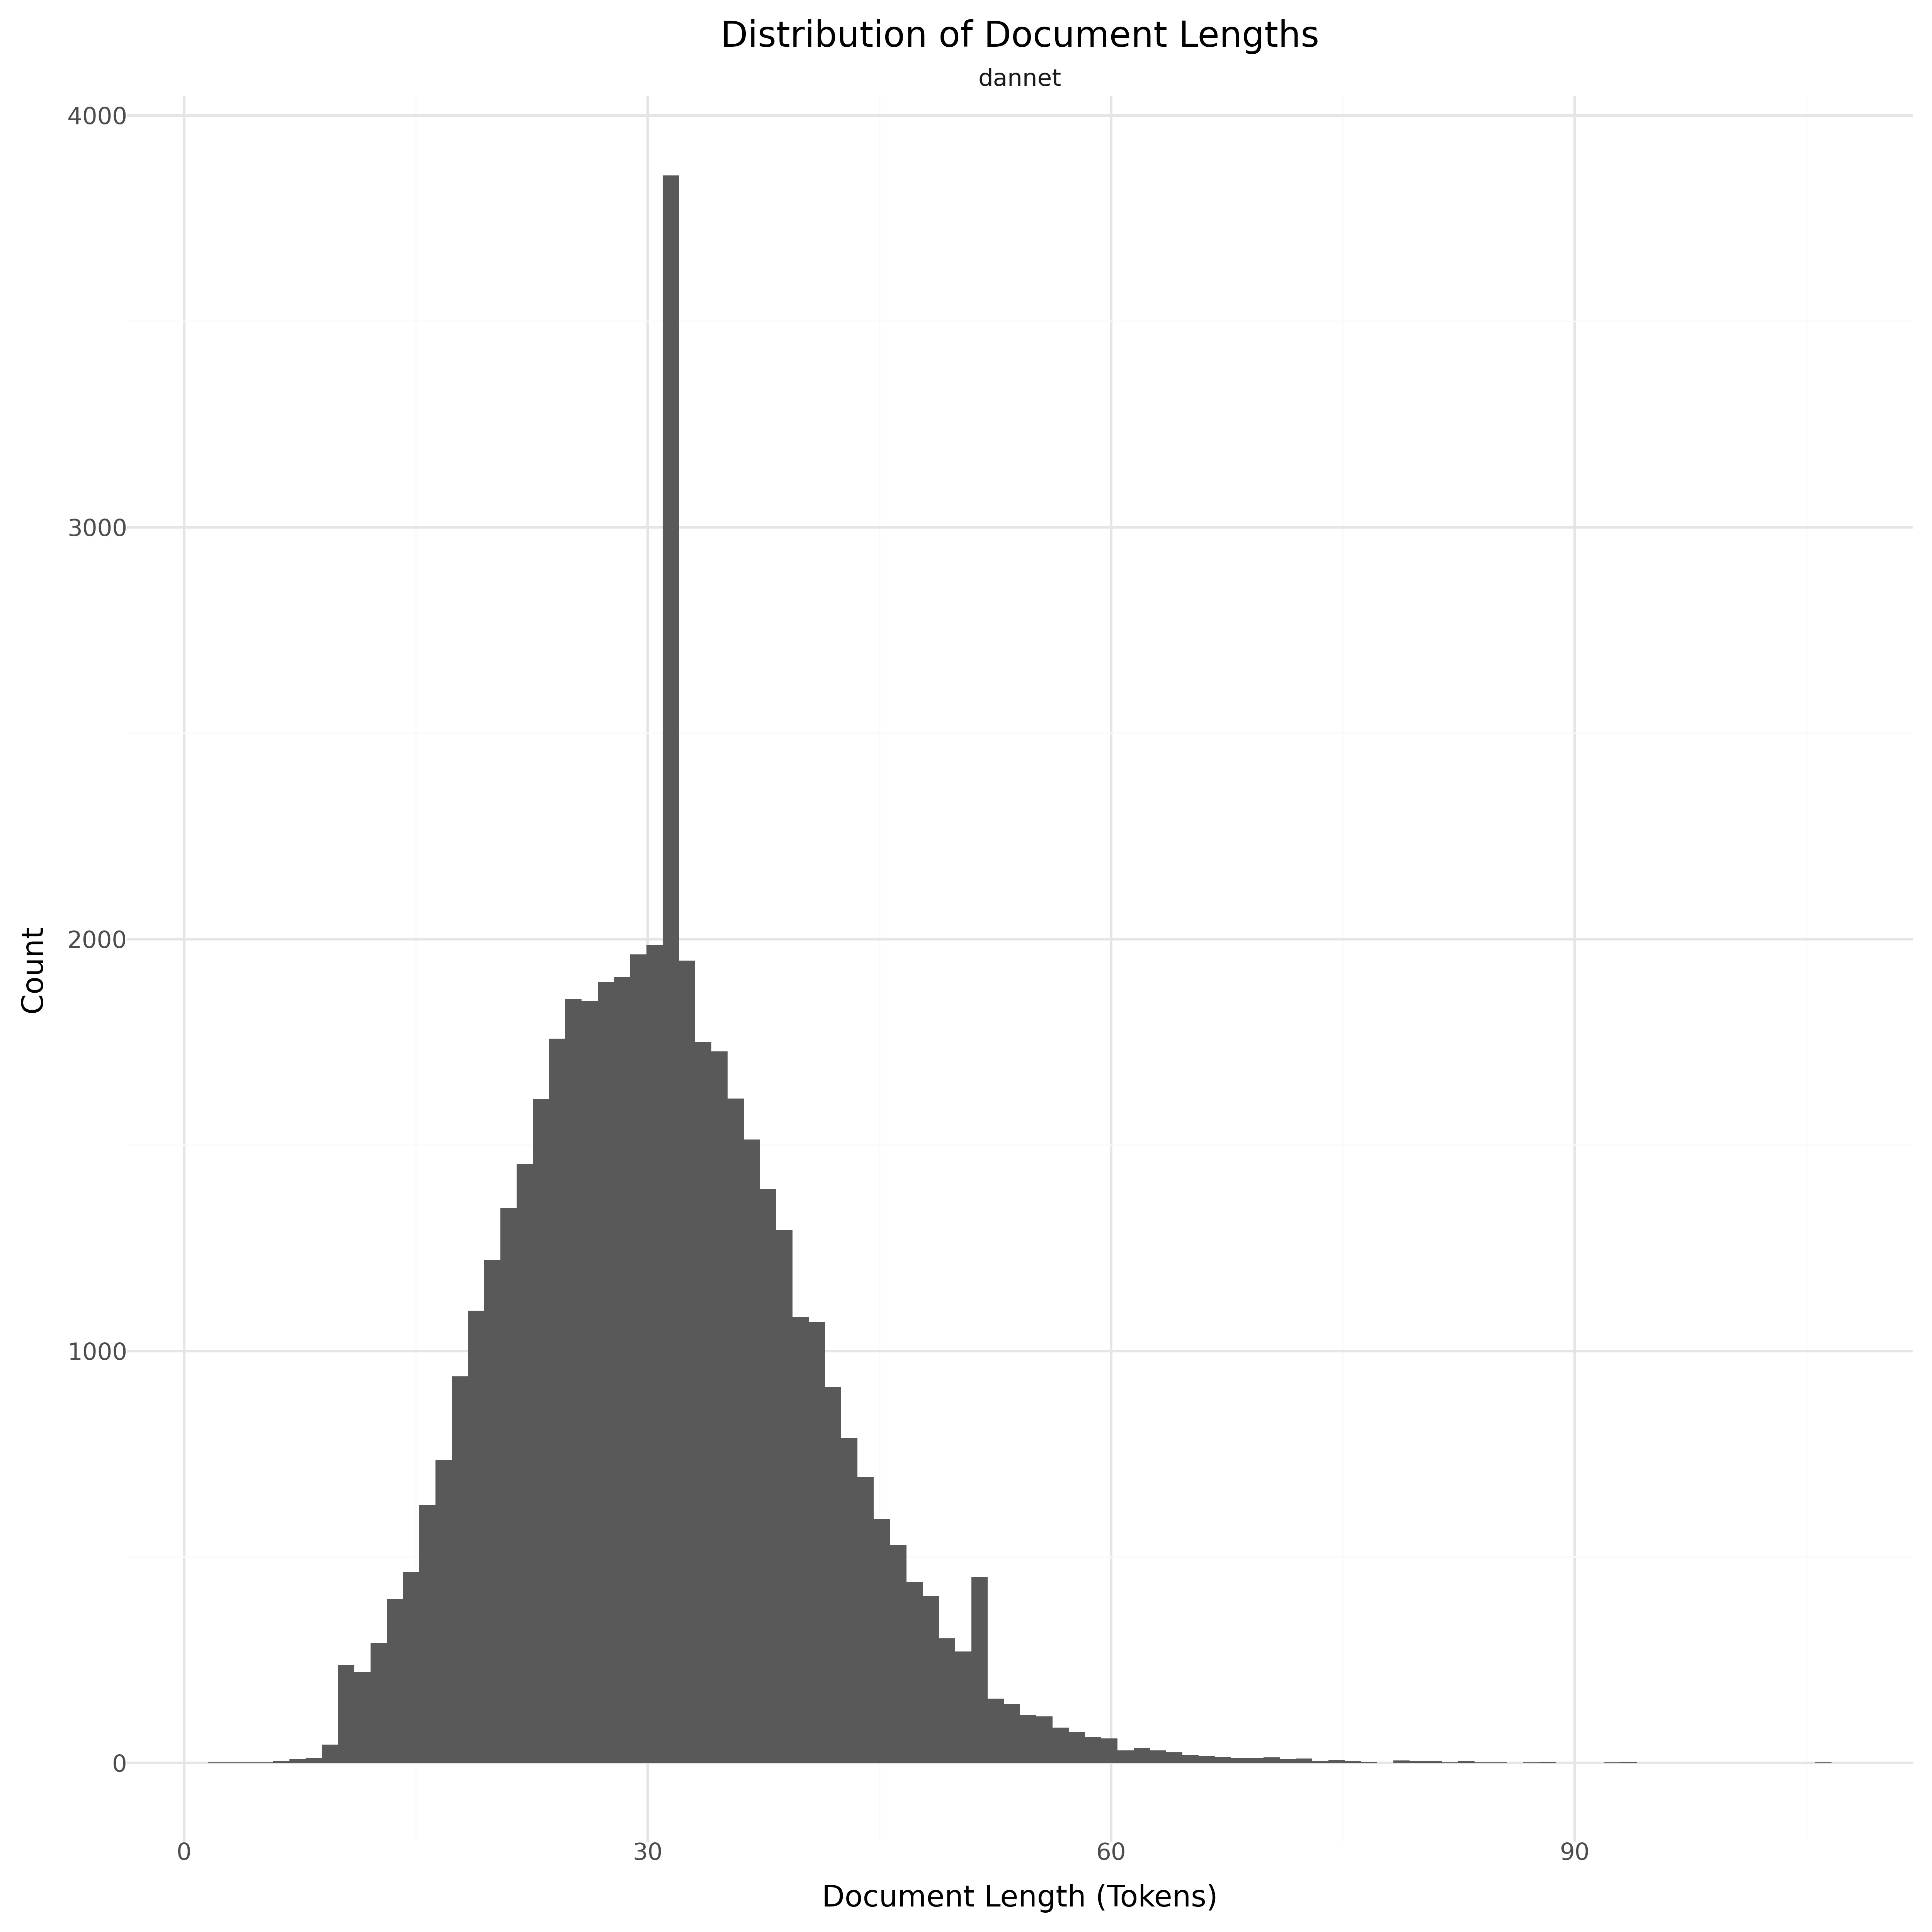 Distribution of Document Lengths
dannet
4000
3000
2000
1000
0
Count
0 30 60 90
Document Length (Tokens)